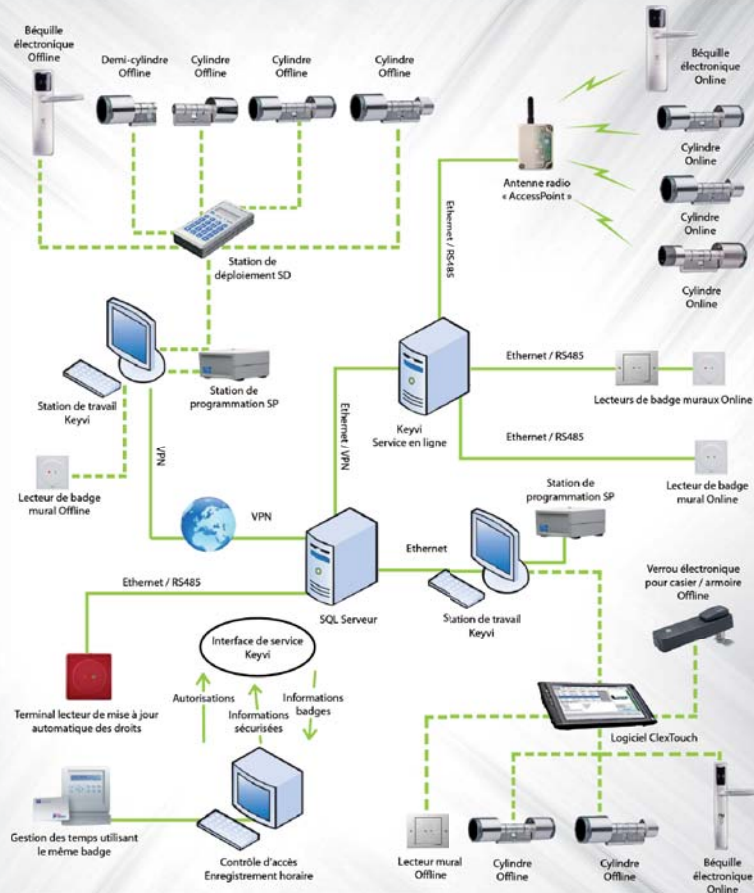 Béquille
électronique
Offline
Demi-cylindre
Offline
Cylindre
Offline
Cylindre
Offline
Cylindre
Offline
Béquille
électronique
Online
Cylindre
Online
Cylindre
Online
Cylindre
Online
Antenne radio
« AccessPoint »
Ethernet / RS485
Station de
déploiement SD
Station de travail
Keyvi
Station de
programmation SP
VPN
Lecteur de badge
mural Offline
VPN
Ethernet / VPN
Keyvi
Service en ligne
Ethernet / RS485
Lecteurs de badge muraux Online
Ethernet / RS485
Lecteur de badge
mural Online
Station de
programmation SP
Ethernet
Ethernet / RS485
SQL Serveur
Station de travail
Keyvi
Verrou électronique
pour casier / armoire
Offline
Interface de service
Keyvi
Autorisations
Informations
sécurisées
Informations
badges
Terminal lecteur de mise à jour
automatique des droits
Logiciel ClexTouch
Gestion des temps utilisant
le même badge
Contrôle d'accès
Enregistrement horaire
Lecteur mural
Offline
Cylindre
Offline
Cylindre
Offline
Béquille
électronique
Online